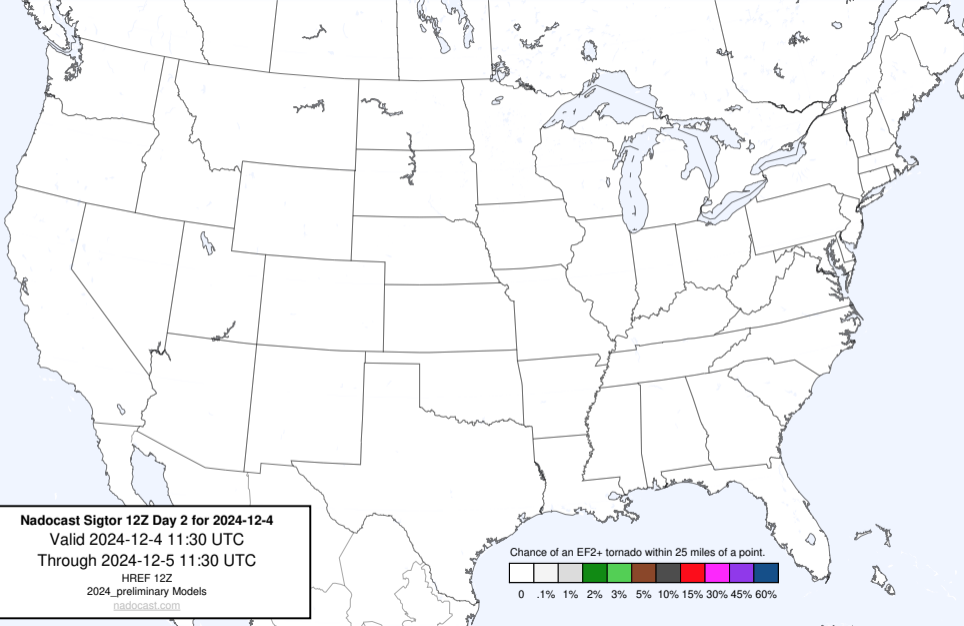 Nadocast Sigtor 12Z Day 2 for 2024-12-4
Valid 2024-12-4 11:30 UTC
Through 2024-12-5 11:30 UTC
HREF 12Z
2024_preliminary Models
nadocast.com
Chance of an EF2+ tornado within 25 miles of a point.
0 .1% 1% 2% 3% 5% 10% 15% 30% 45% 60%